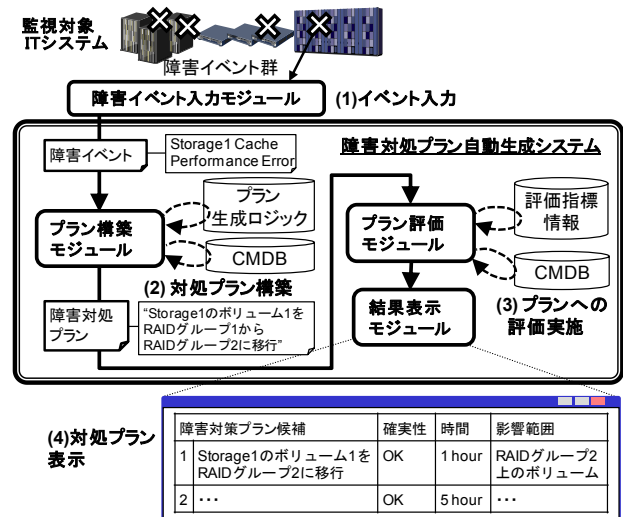 監視対象
ITシステム
障害イベント群
障害イベント入力モジュール
(1)イベント入力
障害対処プラン自動生成システム
障害イベント
Storage1 Cache
Performance Error
プラン構築
モジュール
プラン
生成ロジック
CMDB
(2) 対処プラン構築
障害対処
プラン
“Storage1のボリューム1を
RAIDグループ1から
RAIDグループ2に移行”
プラン評価
モジュール
評価指標
情報
CMDB
(3) プランへの
評価実施
結果表示
モジュール
(4)対処プラン
表示
障害対策プラン候補 確実性 時間 影響範囲
1 Storage1のボリューム1を
RAIDグループ2に移行 OK 1 hour RAIDグループ2
上のボリューム
2 ・・・ OK 5 hour ・・・